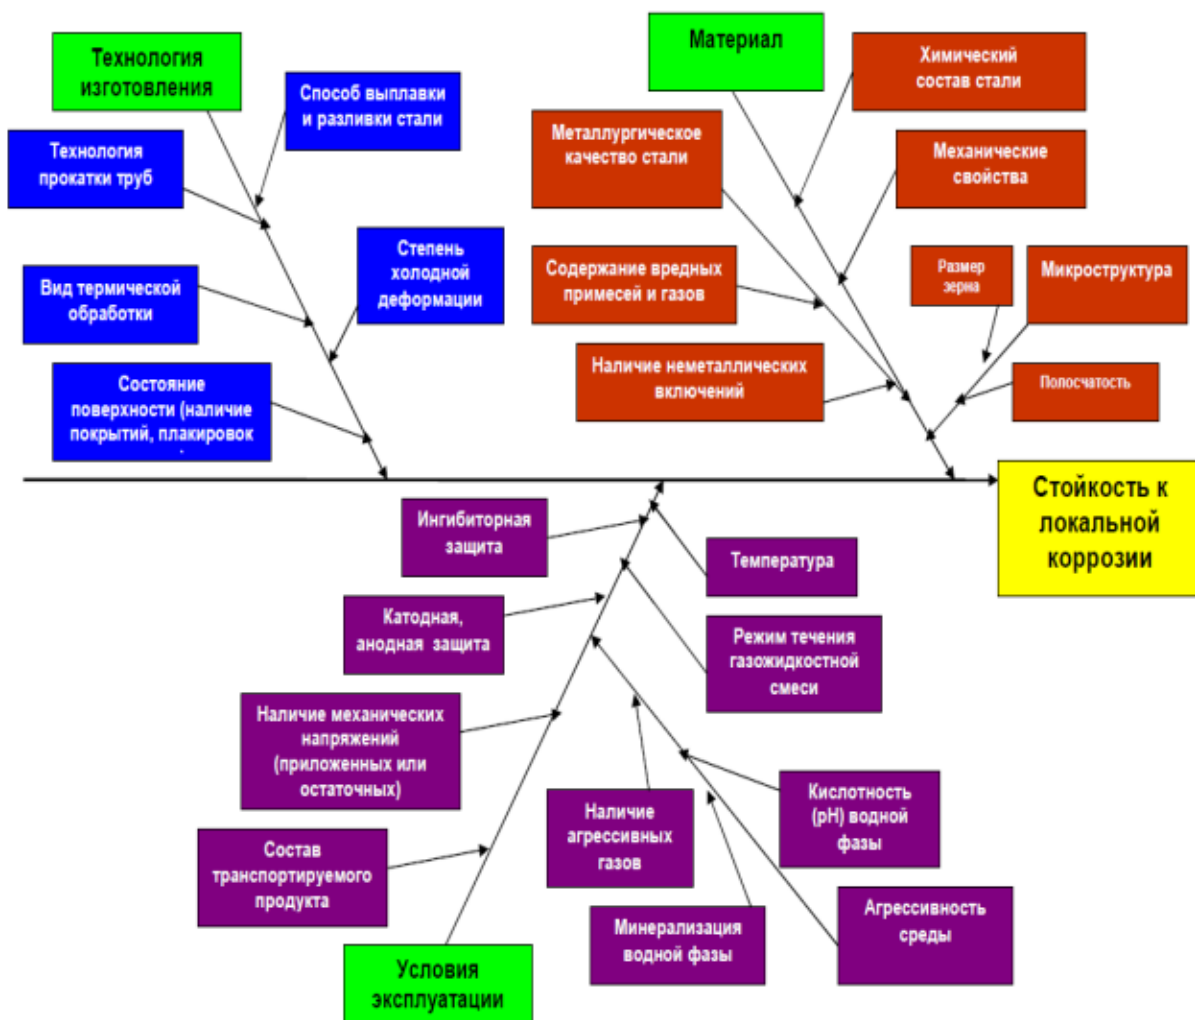 Технология
изготовления
Способ выплавки
и разливки стали
Технология
прокатки труб
Степень
холодной
деформации
Вид термической
обработки
Состояние
поверхности (наличие
покрытий, плакировок
Материал
Химический
состав стали
Металлургическое
качество стали
Механические
свойства
Содержание вредных
примесей и газов
Размер
зерна
Микроструктура
Наличие неметаллических
включений
Полосчатость
Стойкость к
локальной
коррозии
Ингибиторная
защита
Температура
Катодная,
анодная защита
Режим течения
газожидкостной
смеси
Наличие механических
напряжений
(приложенных или
остаточных)
Наличие
агрессивных
газов
Кислотность
(pH) водной
фазы
Состав
транспортируемого
продукта
Минерализация
водной фазы
Агрессивность
среды
Условия
эксплуатации